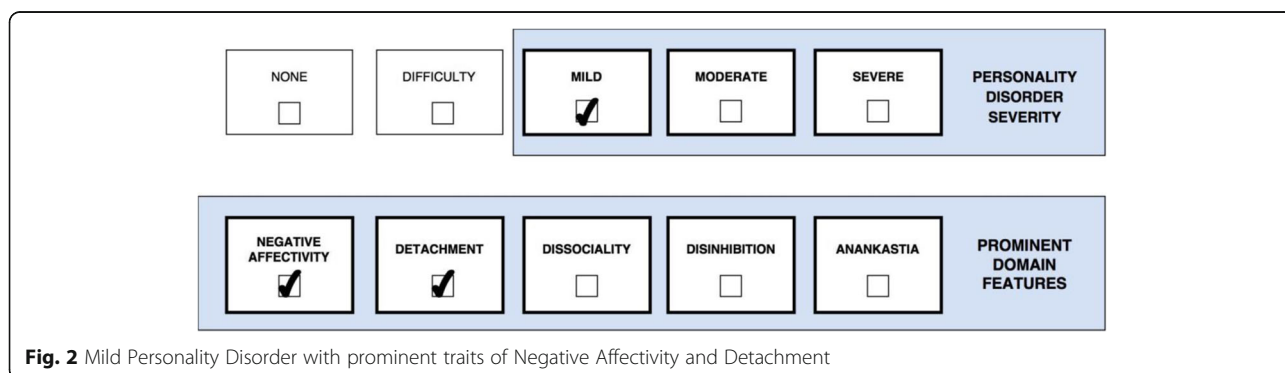 NONE
DIFFICULTY
MILD
MODERATE
SEVERE
PERSONALITY
DISORDER
SEVERITY
NEGATIVE
AFFECTIVITY
DETACHMENT
DISSOCIALITY
DISINHIBITION
ANANKASTIA
PROMINENT
DOMAIN
FEATURES
Fig. 2 Mild Personality Disorder with prominent traits of Negative Affectivity and Detachment